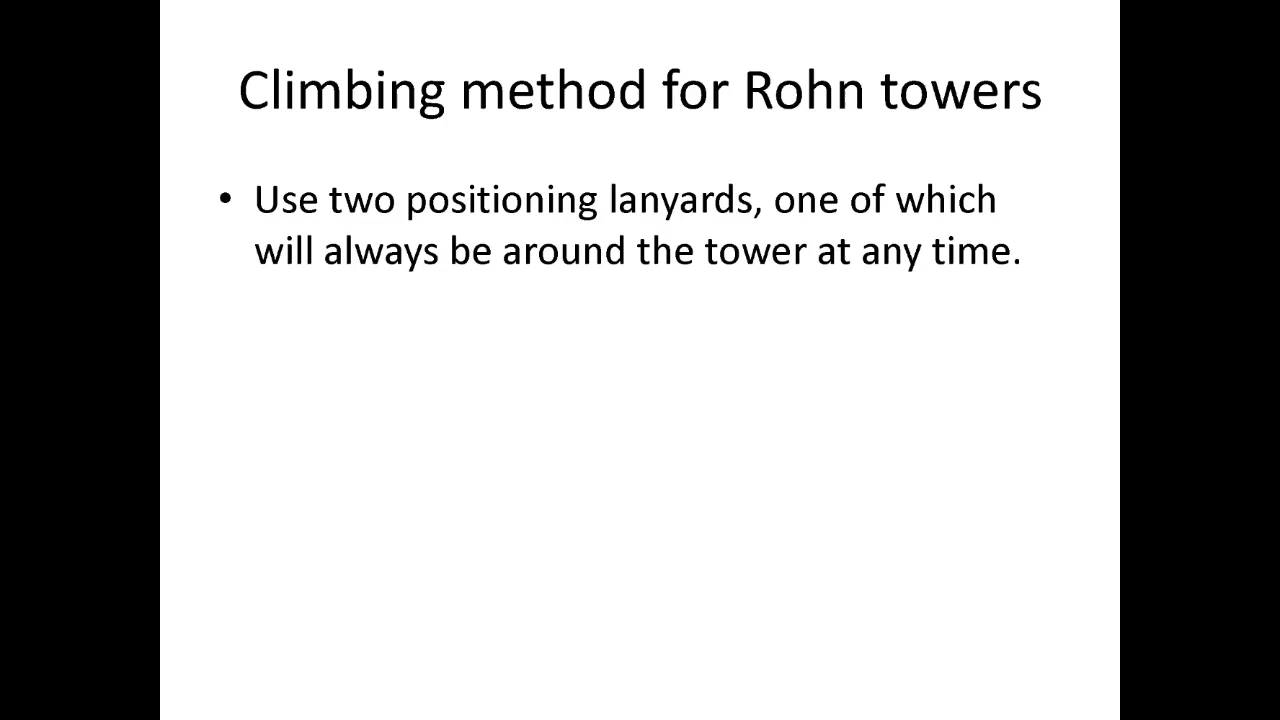 Climbing method for Rohn towers
• Use two positioning lanyards, one of which
will always be around the tower at any time.